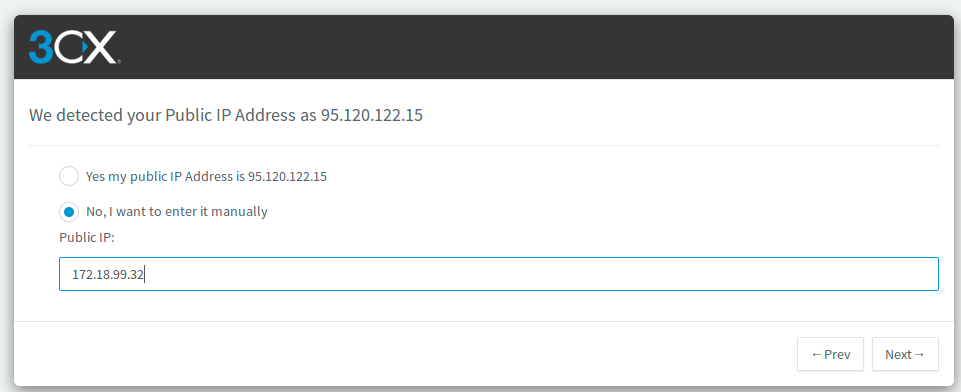 3CX
We detected your Public IP Address as 95.120.122.15
Yes my public IP Address is 95.120.122.15
No, I want to enter it manually
Public IP:
172.18.99.32
←Prev
Next→